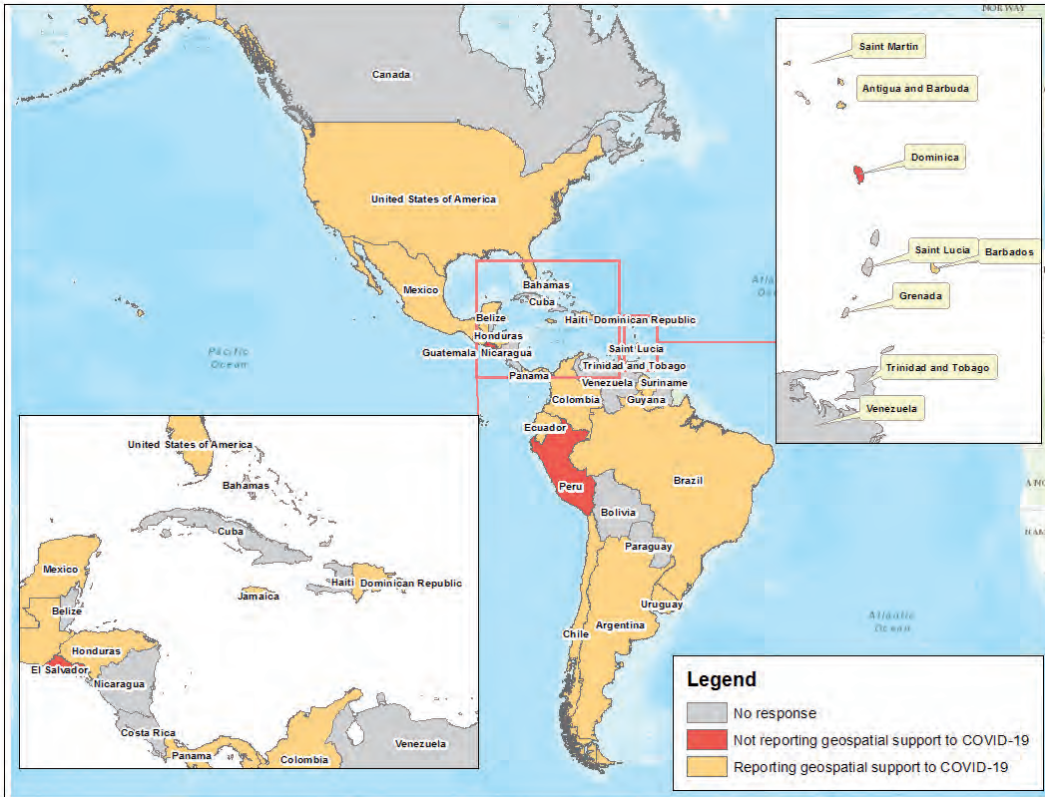 NORWAY
Canada
United States of America
Mexico
Bahamas
Cuba
Belize
Haiti
Dominican Republic
Honduras
Guatemala
Nicaragua
Saint Lucia
Trinidad and Tobago
Panama
Venezuela
Suriname
Colombia
Guyana
Ecuador
Peru
Brazil
Bolivia
Paraguay
Uruguay
Chile
Argentina
Pacific
Ocean
Atlantic
Ocean
Saint Martin
Antigua and Barbuda
Dominica
Saint Lucia
Barbados
Grenada
Trinidad and Tobago
Venezuela
United States of America
Bahamas
Cuba
Mexico
Haiti
Dominican Republic
Jamaica
Belize
Honduras
El Salvador
Nicaragua
Costa Rica
Panama
Colombia
Venezuela
Legend
No response
Not reporting geospatial support to COVID-19
Reporting geospatial support to COVID-19